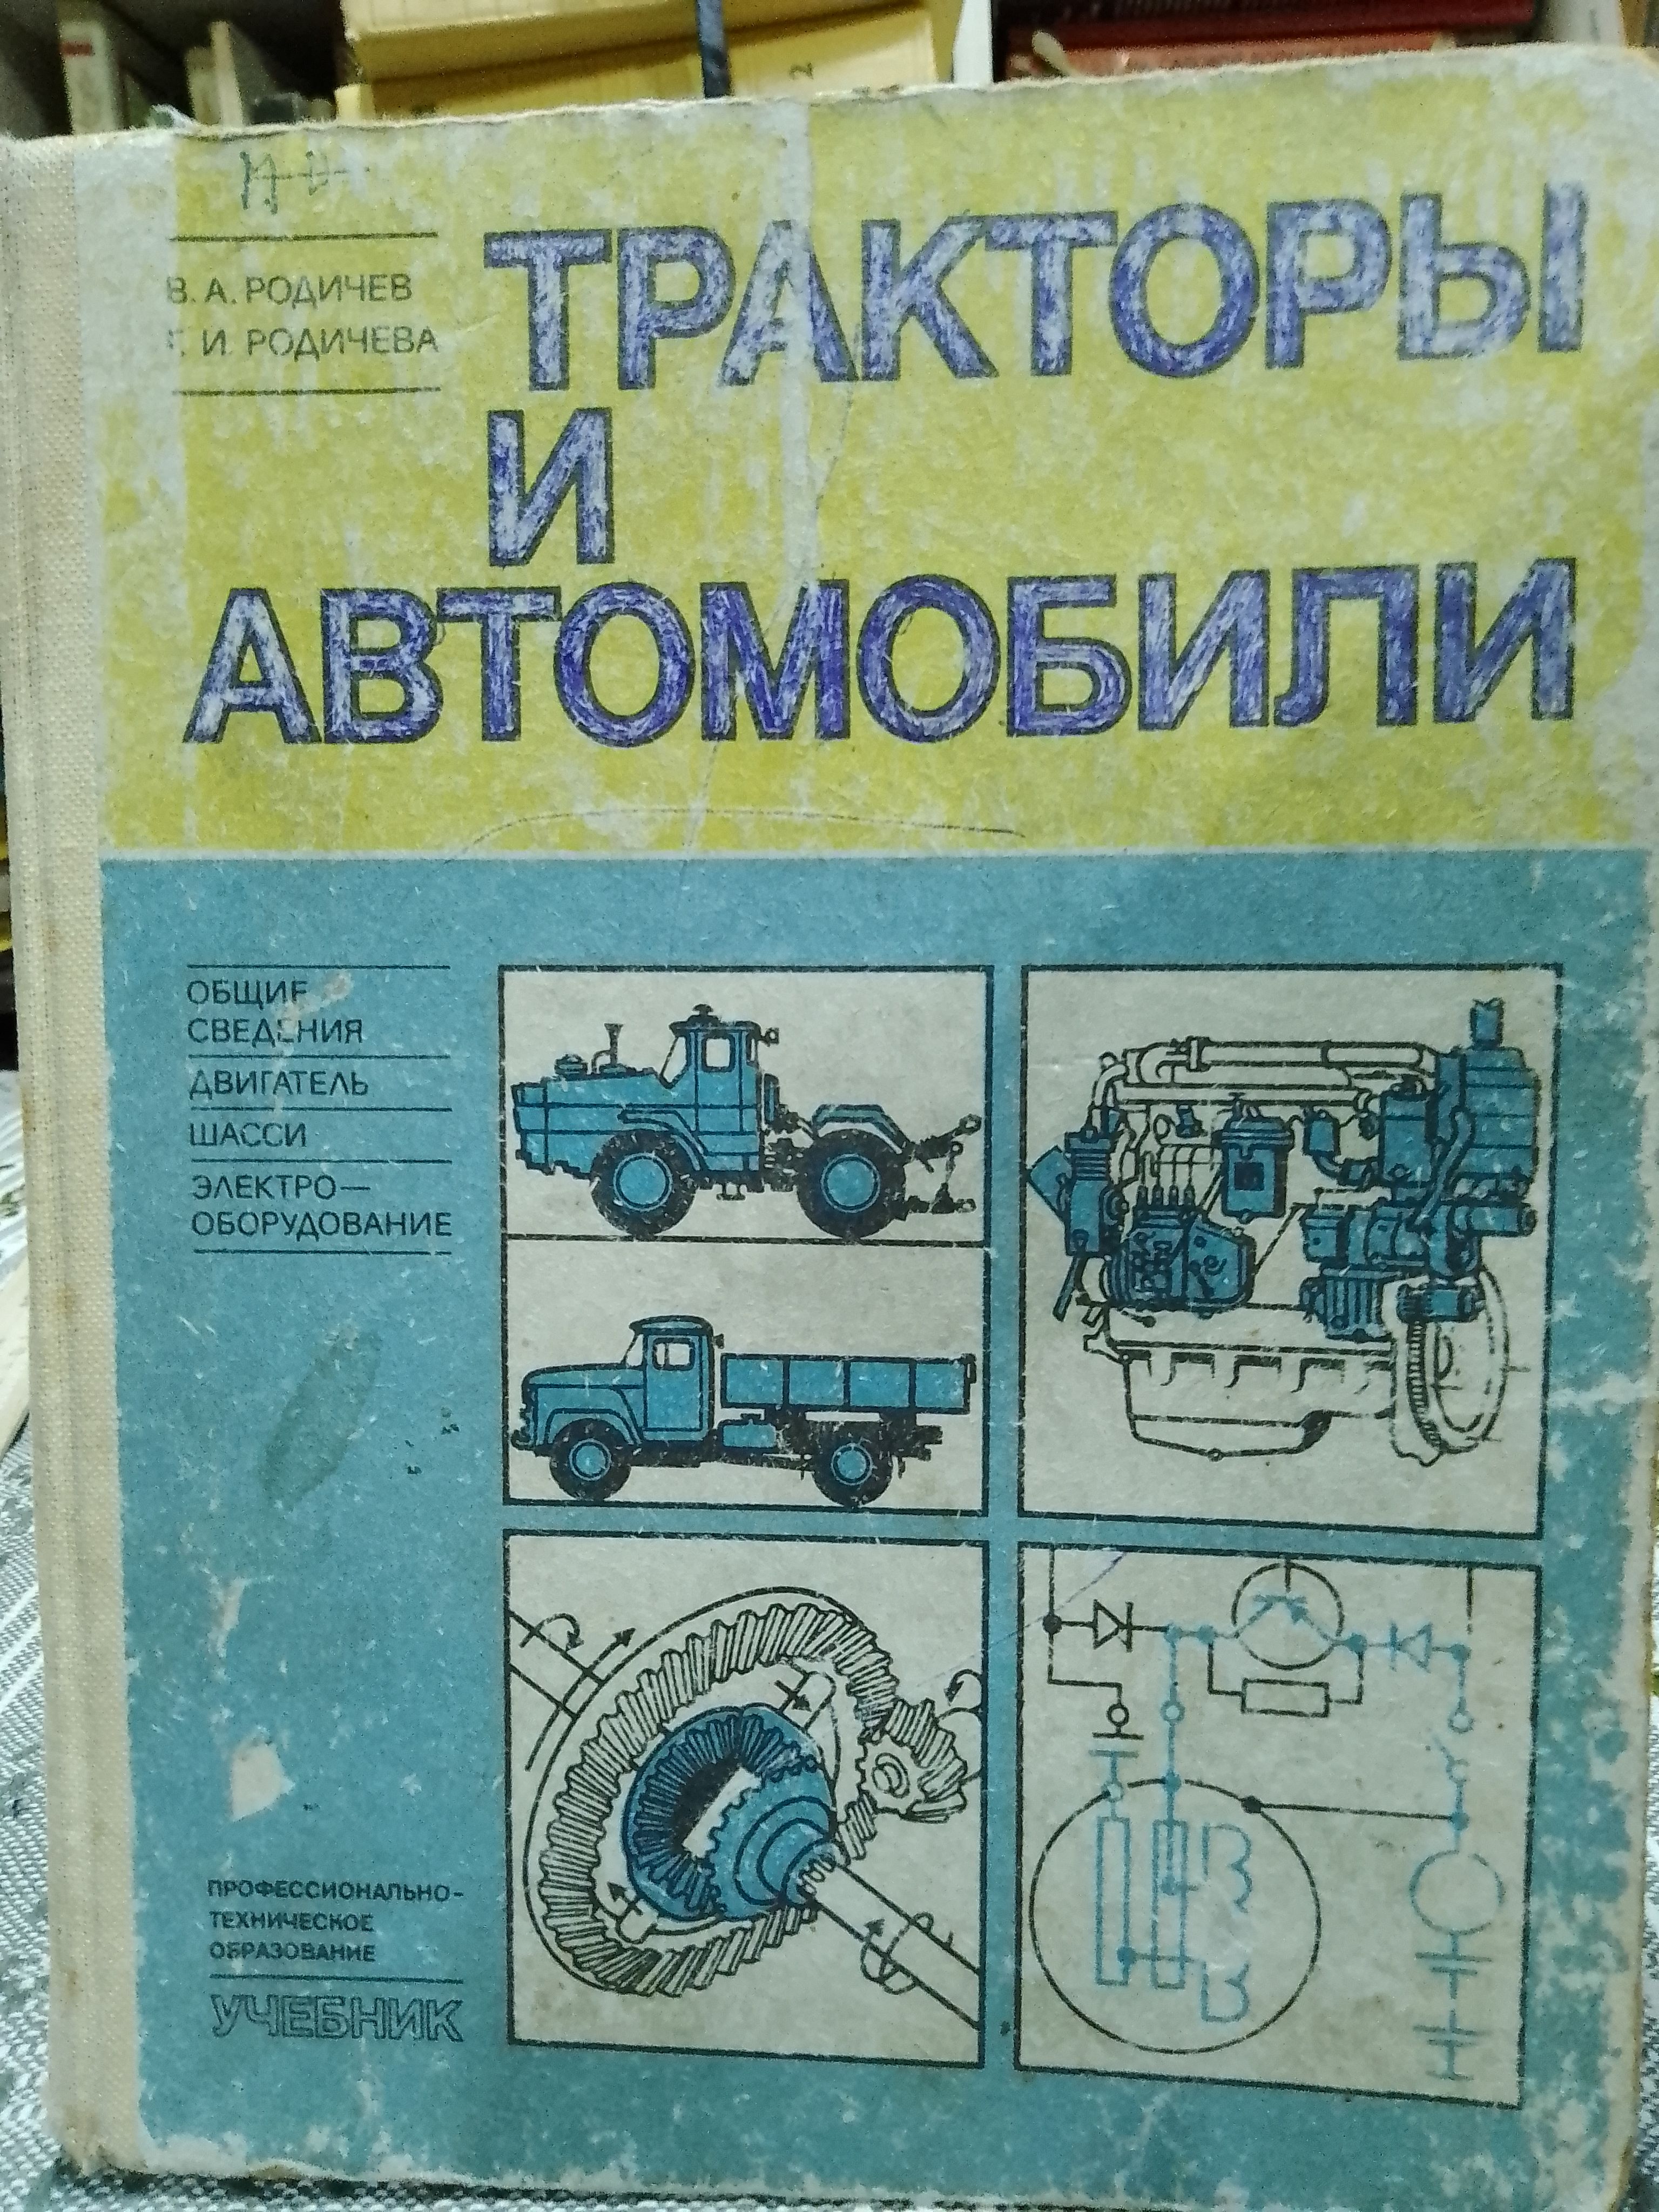 В. А. РОДИЧЕВ
И. РОДИЧЕВА
ТРАКТОРЫ
И
АВТОМОБИЛИ
ОБЩИЕ
СВЕДЕНИЯ
ДВИГАТЕЛЬ
ШАССИ
ЭЛЕКТРО—
ОБОРУДОВАНИЕ
ПРОФЕССИОНАЛЬНО-
ТЕХНИЧЕСКОЕ
ОБРАЗОВАНИЕ
УЧЕБНИК